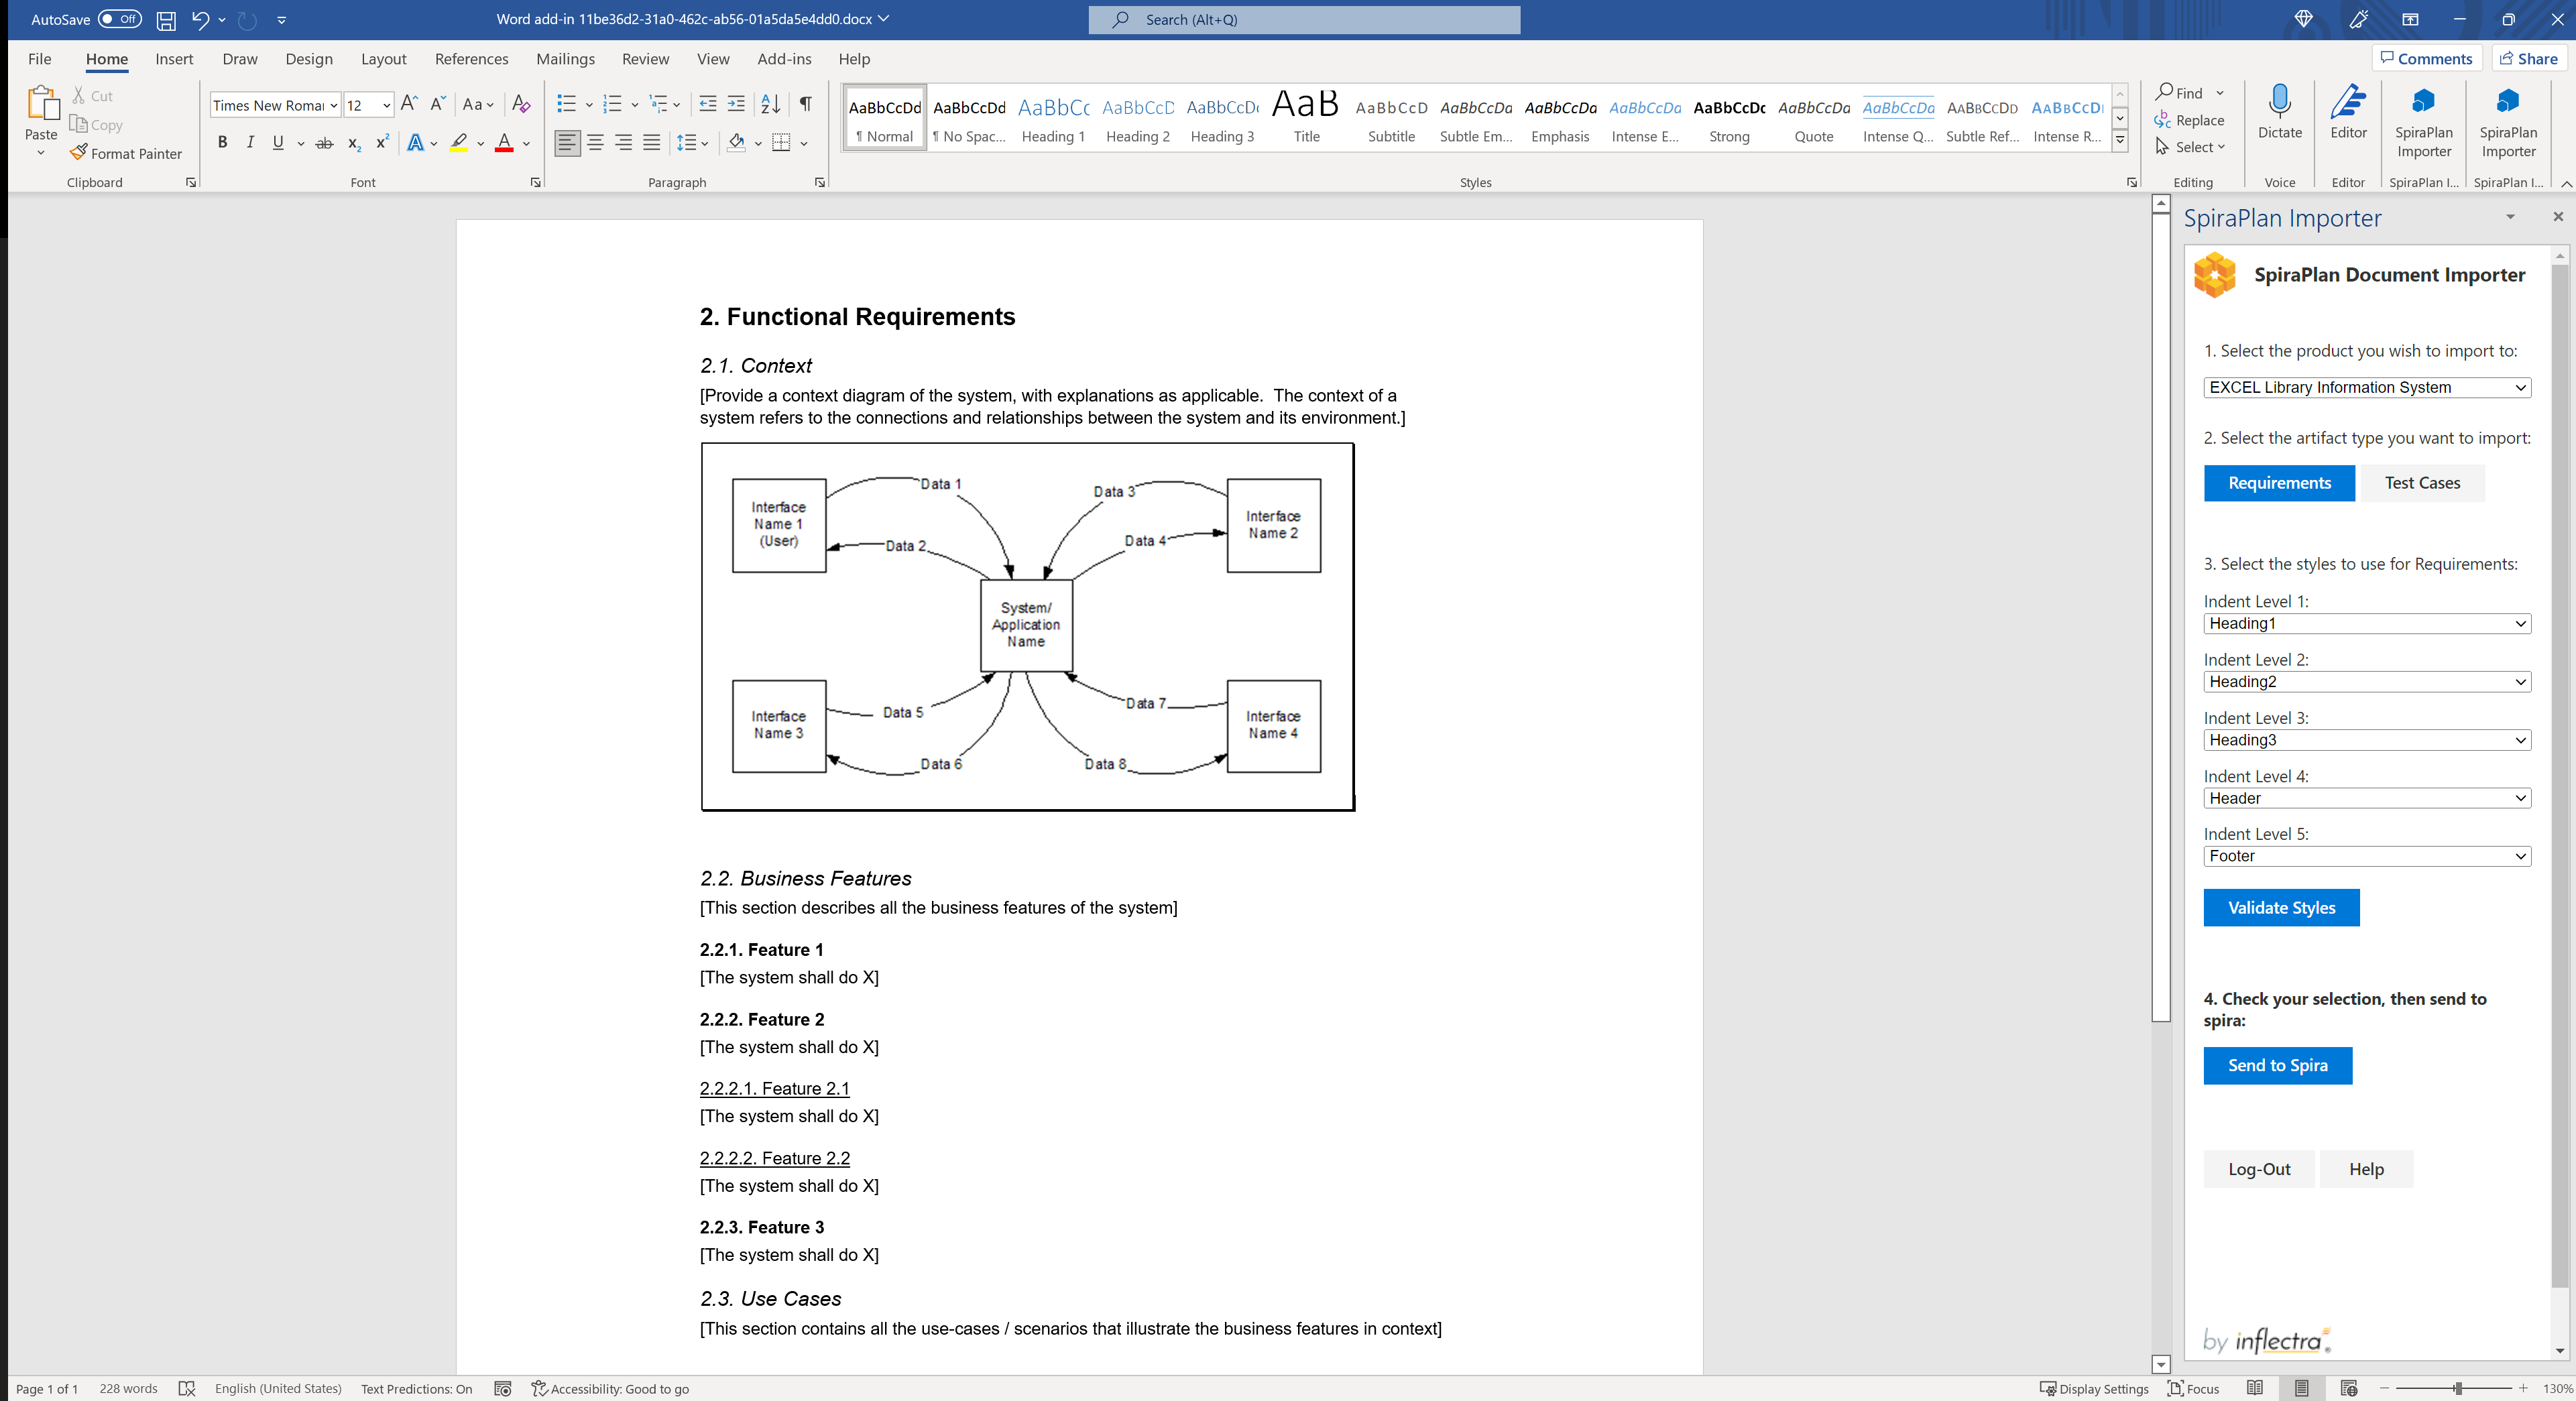 AutoSave Off
Word add-in 11be36d2-31a0-462c-ab56-01a5da5e4dd0.docx
Search (Alt+Q)
File Home Insert Draw Design Layout References Mailings Review View Add-ins Help
Comments Share
Paste
Cut
Copy
Format Painter
Clipboard
Times New Roma 12
Font
Paragraph
AaBbCcDd AaBbCcDd AaBbCc AaBbCcD AaBbCcD AaB AaBbCcD AaBbCcDa AaBbCcDa AaBbCcDa AaBbCcDc AaBbCcDa AaBbCcDa AABBCCDD AABBCCDI
¶ Normal ¶ No Spac... Heading 1 Heading 2 Heading 3 Title Subtitle Subtle Em... Emphasis Intense E... Strong Quote Intense Q... Subtle Ref... Intense R...
Styles
Find
Replace
Select
Editing
Dictate
Voice
Editor
Editor
SpiraPlan Importer
SpiraPlan I...
SpiraPlan Importer
SpiraPlan I...
2. Functional Requirements
2.1. Context
[Provide a context diagram of the system, with explanations as applicable.  The context of a
system refers to the connections and relationships between the system and its environment.]
Interface
Name 1
(User)
Data 1
Data 2
Data 3
Data 4
Interface
Name 2
System/
Application
Name
Interface
Name 3
Data 5
Data 6
Data 7
Data 8
Interface
Name 4
2.2. Business Features
[This section describes all the business features of the system]
2.2.1. Feature 1
[The system shall do X]
2.2.2. Feature 2
[The system shall do X]
2.2.2.1. Feature 2.1
[The system shall do X]
2.2.2.2. Feature 2.2
[The system shall do X]
2.2.3. Feature 3
[The system shall do X]
2.3. Use Cases
[This section contains all the use-cases / scenarios that illustrate the business features in context]
SpiraPlan Importer
SpiraPlan Document Importer
1. Select the product you wish to import to:
EXCEL Library Information System
2. Select the artifact type you want to import:
Requirements Test Cases
3. Select the styles to use for Requirements:
Indent Level 1:
Heading1
Indent Level 2:
Heading2
Indent Level 3:
Heading3
Indent Level 4:
Header
Indent Level 5:
Footer
Validate Styles
4. Check your selection, then send to
spira:
Send to Spira
Log-Out Help
by inflectra®
Page 1 of 1 228 words English (United States) Text Predictions: On Accessibility: Good to go
Display Settings Focus 130%